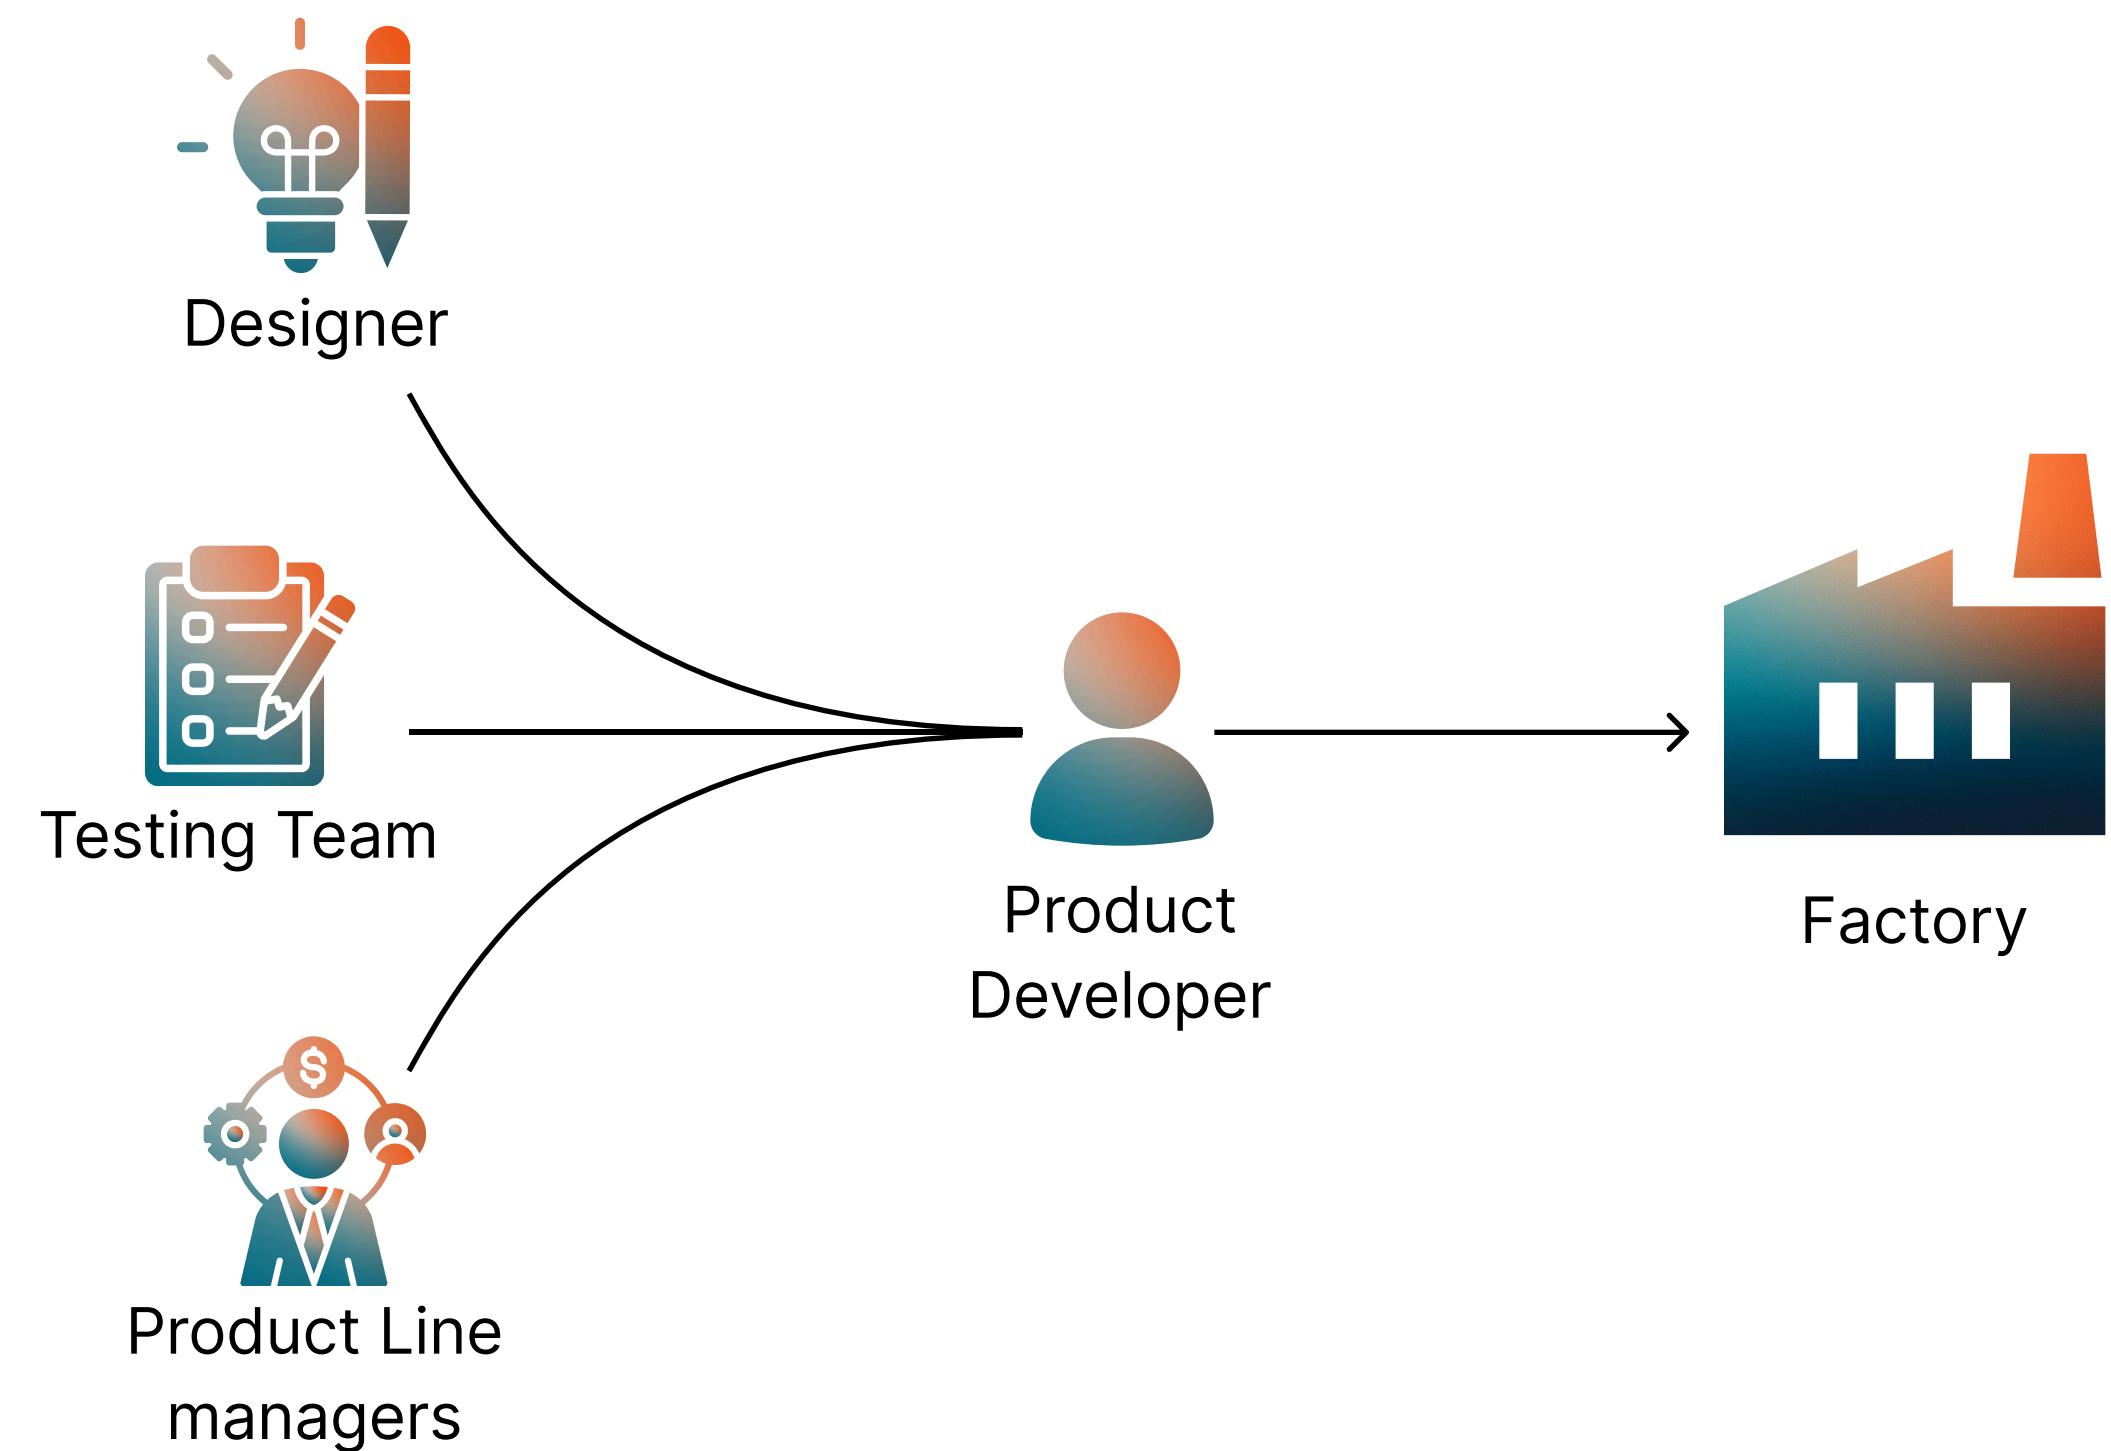 Designer
Testing Team
$
Product Line
managers
Product
Developer
Factory